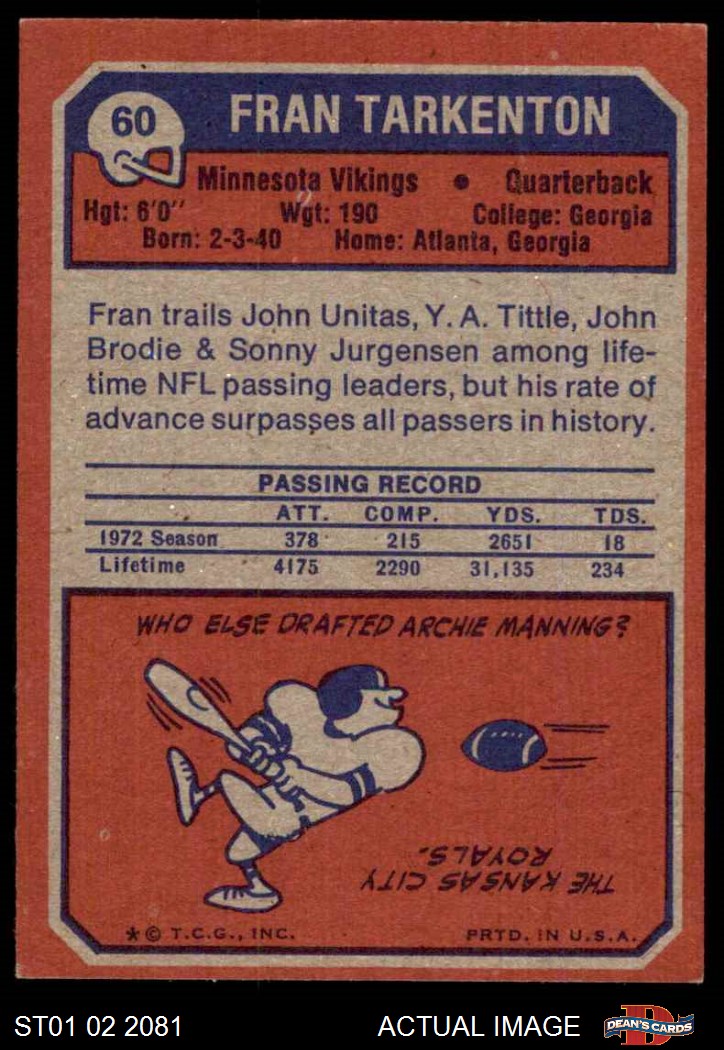 60
FRAN TARKENTON
Minnesota Vikings • Quarterback
Hgt: 6'0" Wgt: 190 College: Georgia
Born: 2-3-40 Home: Atlanta, Georgia
Fran trails John Unitas, Y. A. Tittle, John
Brodie & Sonny Jurgensen among life-
time NFL passing leaders, but his rate of
advance surpasses all passers in history.
PASSING RECORD
ATT. COMP. YDS. TDS.
1972 Season 378 215 2651 18
Lifetime 4175 2290 31,135 234
WHO ELSE DRAFTED ARCHIE MANNING?
THE KANSAS CITY
ROYALS.
* © T.C.G., INC. PRTD. IN U.S.A.
ST01 02 2081 ACTUAL IMAGE
D
DEAN'S CARDS